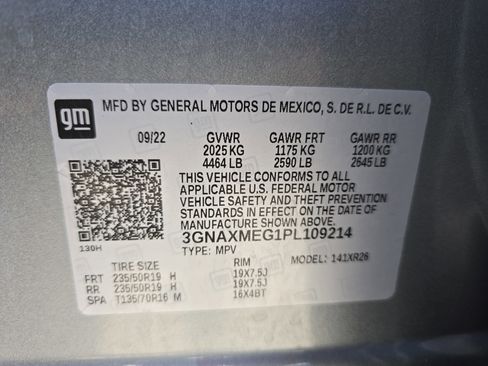 gm MFD BY GENERAL MOTORS DE MEXICO, S. DE R.L. DE C.V.
09/22 GVWR GAWR FRT GAWR RR
2025 KG 1175 KG 1200 KG
4464 LB 2590 LB 2645 LB
THIS VEHICLE CONFORMS TO ALL
APPLICABLE U.S. FEDERAL MOTOR
VEHICLE SAFETY AND THEFT PREVENTION
STANDARDS IN EFFECT ON THE DATE OF
MANUFACTURE SHOWN ABOVE.
3GNAXMEG1PL109214
130H TYPE: MPV MODEL: 141XR26
TIRE SIZE RIM
FRT 235/50R19 H 19X7.5J
RR 235/50R19 H 19X7.5J
SPA T135/70R16 M 16X4BT